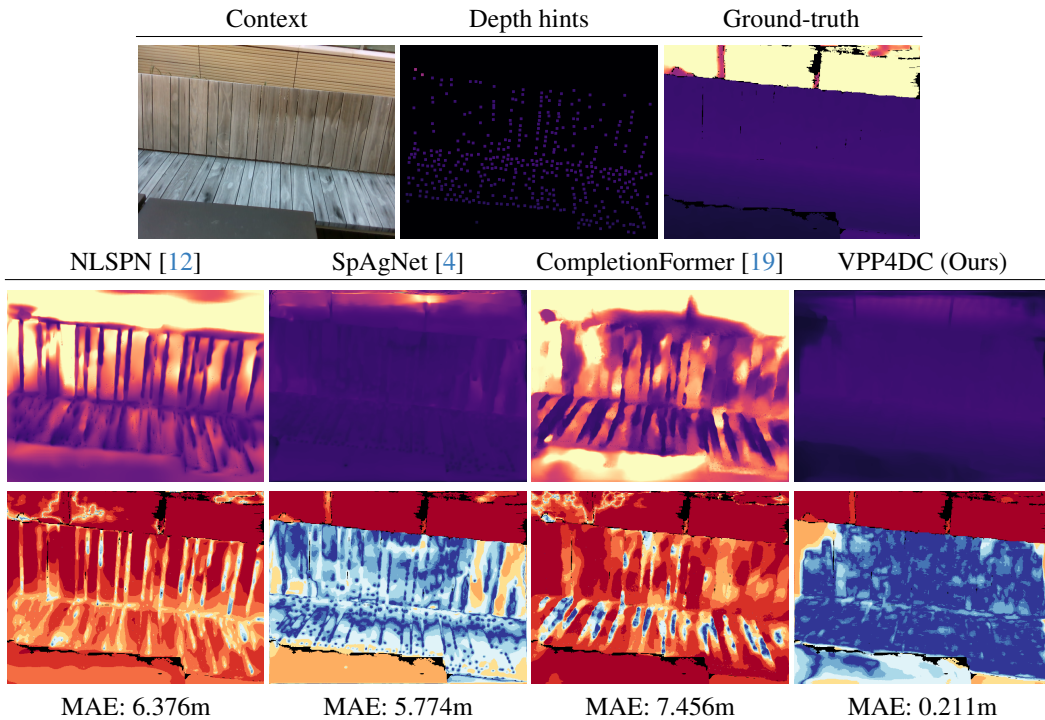 Context Depth hints Ground-truth
NLSPN [12] SpAgNet [4] CompletionFormer [19] VPP4DC (Ours)
MAE: 6.376m MAE: 5.774m MAE: 7.456m MAE: 0.211m